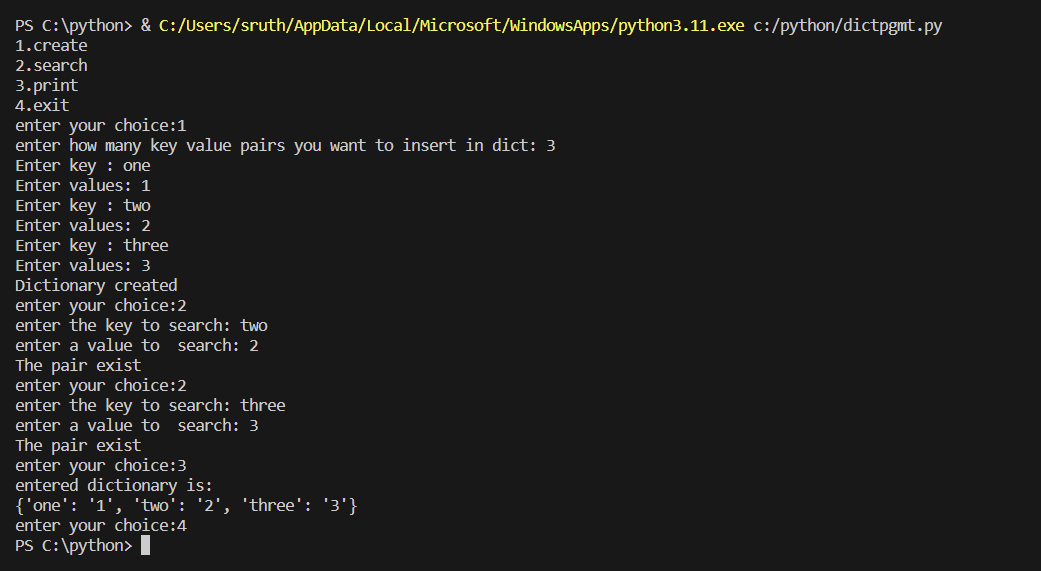 PS C:\python> & C:/Users/sruth/AppData/Local/Microsoft/WindowsApps/python3.11.exe c:/python/dictpgmt.py
1.create
2.search
3.print
4.exit
enter your choice:1
enter how many key value pairs you want to insert in dict: 3
Enter key : one
Enter values: 1
Enter key : two
Enter values: 2
Enter key : three
Enter values: 3
Dictionary created
enter your choice:2
enter the key to search: two
enter a value to  search: 2
The pair exist
enter your choice:2
enter the key to search: three
enter a value to  search: 3
The pair exist
enter your choice:3
entered dictionary is:
{'one': '1', 'two': '2', 'three': '3'}
enter your choice:4
PS C:\python>